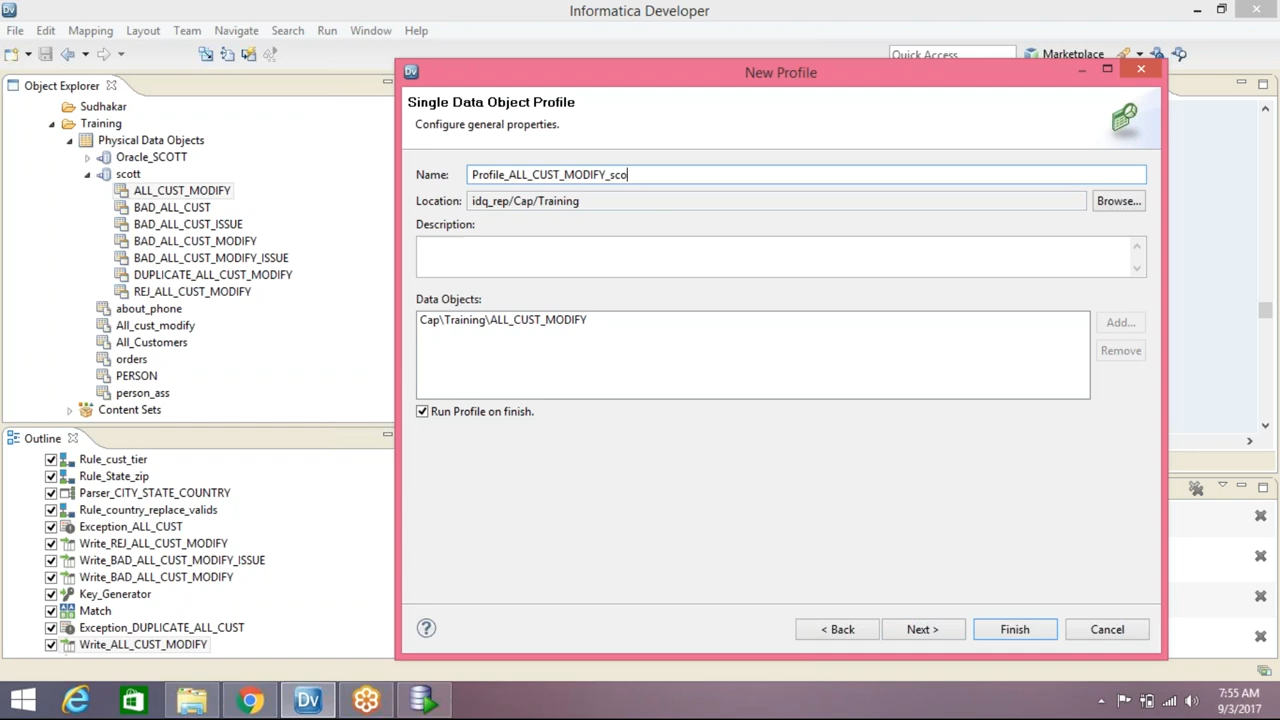 Dv
Informatica Developer
File Edit Mapping Layout Team Navigate Search Run Window Help
Quick Access
Marketplace
Object Explorer
Sudhakar
Training
Physical Data Objects
Oracle_SCOTT
scott
ALL_CUST_MODIFY
BAD_ALL_CUST
BAD_ALL_CUST_ISSUE
BAD_ALL_CUST_MODIFY
BAD_ALL_CUST_MODIFY_ISSUE
DUPLICATE_ALL_CUST_MODIFY
REJ_ALL_CUST_MODIFY
about_phone
All_cust_modify
All_Customers
orders
PERSON
person_ass
Content Sets
Outline
Rule_cust_tier
Rule_State_zip
Parser_CITY_STATE_COUNTRY
Rule_country_replace_valids
Exception_ALL_CUST
Write_REJ_ALL_CUST_MODIFY
Write_BAD_ALL_CUST_MODIFY_ISSUE
Write_BAD_ALL_CUST_MODIFY
Key_Generator
Match
Exception_DUPLICATE_ALL_CUST
Write_ALL_CUST_MODIFY
Dv
New Profile
Single Data Object Profile
Configure general properties.
Name: Profile_ALL_CUST_MODIFY_sco
Location: idq_rep/Cap/Training Browse...
Description:
Data Objects:
Cap\Training\ALL_CUST_MODIFY
Add...
Remove
Run Profile on finish.
?
< Back Next > Finish Cancel
Dv
7:55 AM
9/3/2017